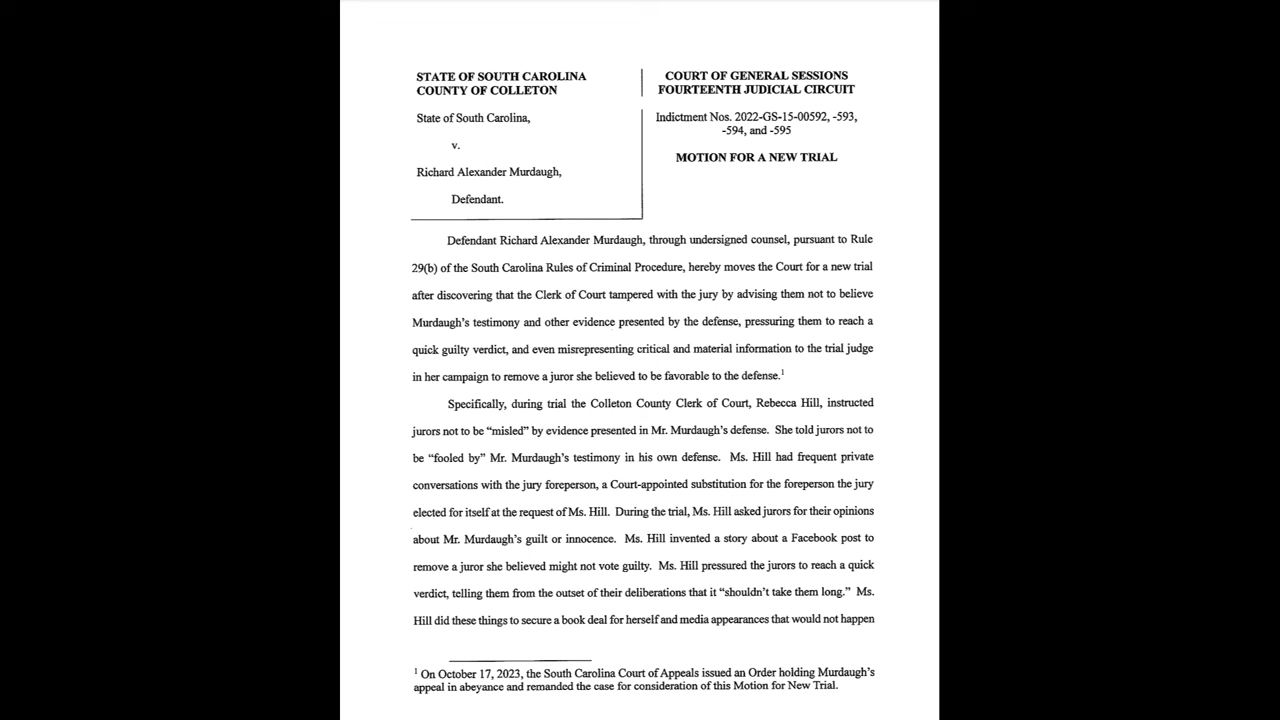 STATE OF SOUTH CAROLINA
COUNTY OF COLLETON
State of South Carolina,
v.
Richard Alexander Murdaugh,
Defendant.
COURT OF GENERAL SESSIONS
FOURTEENTH JUDICIAL CIRCUIT
Indictment Nos. 2022-GS-15-00592, -593,
-594, and -595
MOTION FOR A NEW TRIAL
Defendant Richard Alexander Murdaugh, through undersigned counsel, pursuant to Rule
29(b) of the South Carolina Rules of Criminal Procedure, hereby moves the Court for a new trial
after discovering that the Clerk of Court tampered with the jury by advising them not to believe
Murdaugh's testimony and other evidence presented by the defense, pressuring them to reach a
quick guilty verdict, and even misrepresenting critical and material information to the trial judge
in her campaign to remove a juror she believed to be favorable to the defense.¹
Specifically, during trial the Colleton County Clerk of Court, Rebecca Hill, instructed
jurors not to be “misled” by evidence presented in Mr. Murdaugh's defense. She told jurors not to
be “fooled by” Mr. Murdaugh's testimony in his own defense. Ms. Hill had frequent private
conversations with the jury foreperson, a Court-appointed substitution for the foreperson the jury
elected for itself at the request of Ms. Hill. During the trial, Ms. Hill asked jurors for their opinions
about Mr. Murdaugh's guilt or innocence. Ms. Hill invented a story about a Facebook post to
remove a juror she believed might not vote guilty. Ms. Hill pressured the jurors to reach a quick
verdict, telling them from the outset of their deliberations that it “shouldn't take them long.” Ms.
Hill did these things to secure a book deal for herself and media appearances that would not happen
¹ On October 17, 2023, the South Carolina Court of Appeals issued an Order holding Murdaugh's
appeal in abeyance and remanded the case for consideration of this Motion for New Trial.